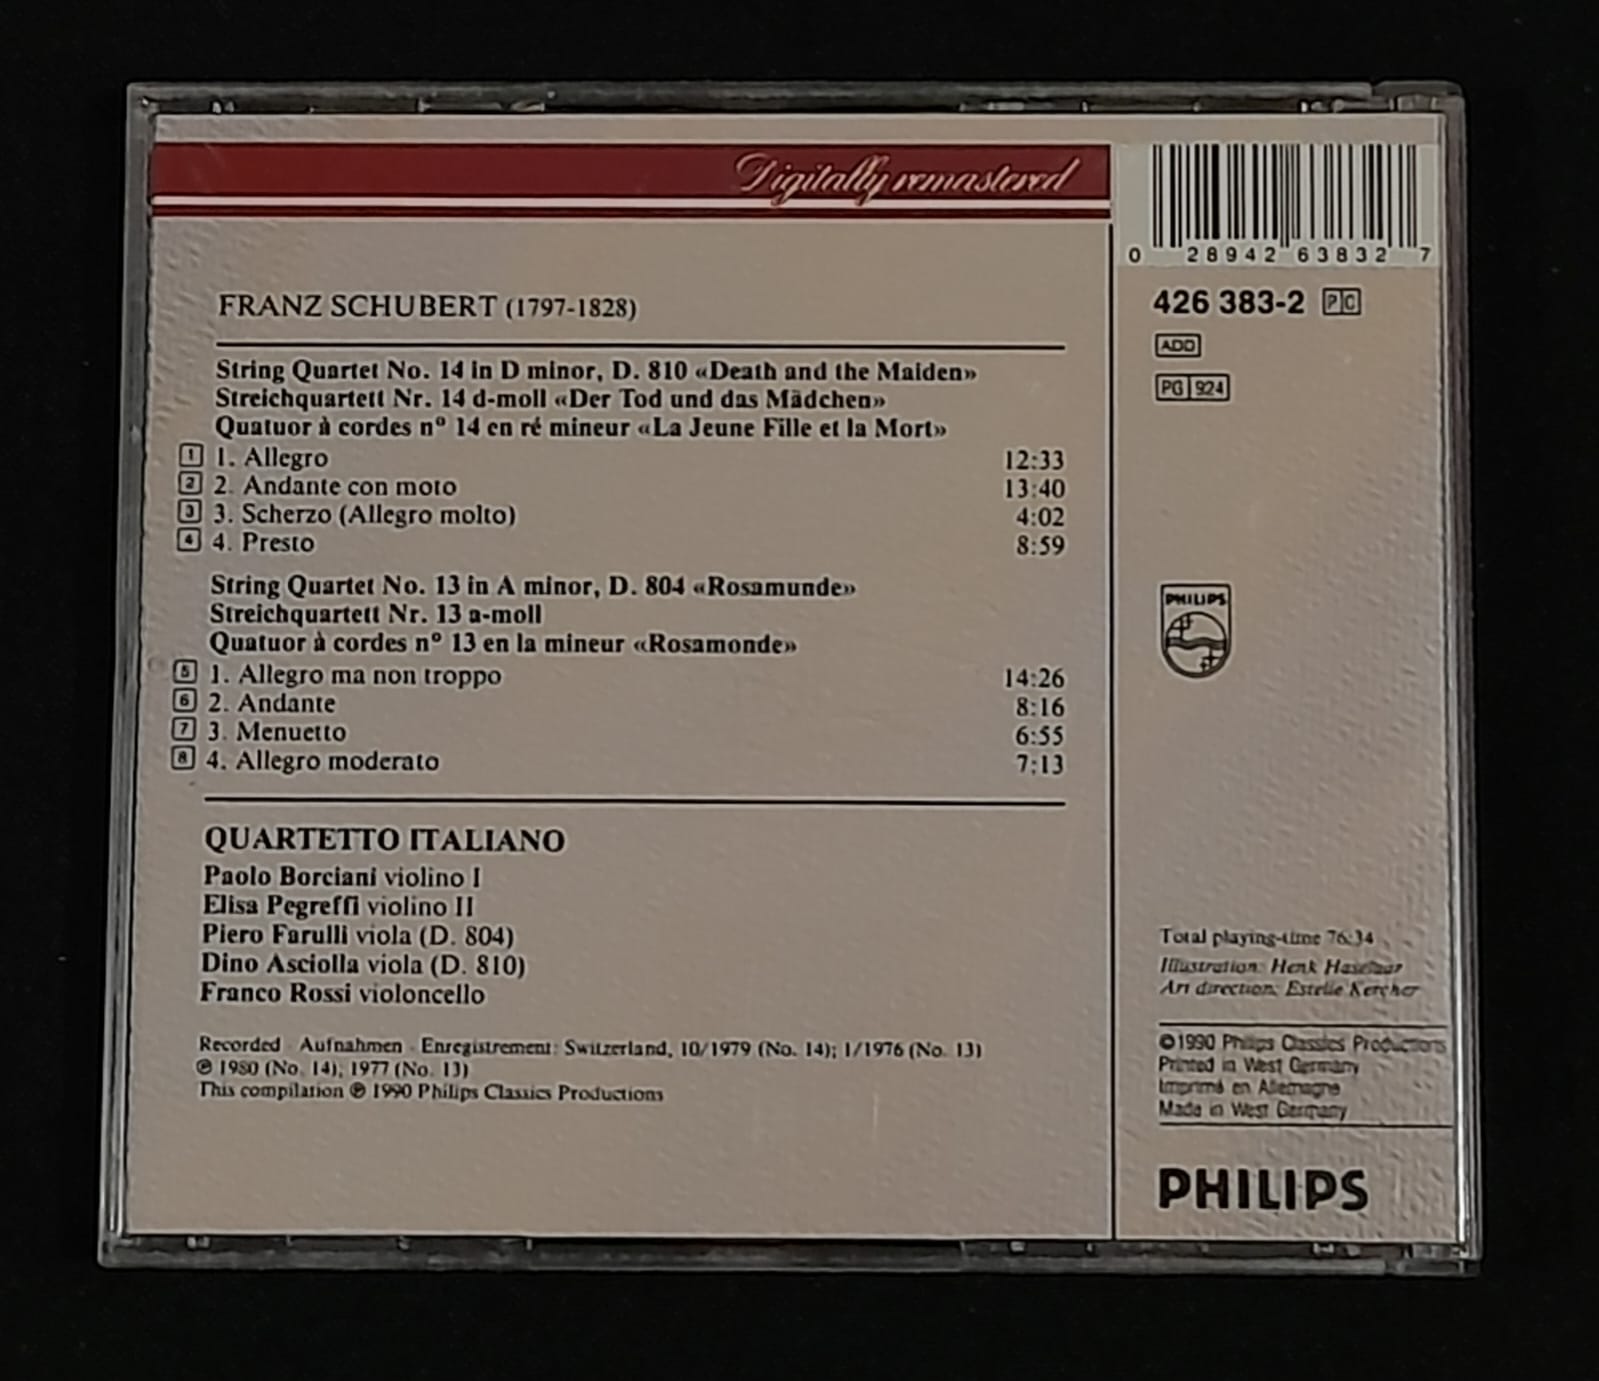 Digitally remastered
0 28942 63832 7
426 383-2 PC
ADD
PG 924
FRANZ SCHUBERT (1797-1828)
String Quartet No. 14 in D minor, D. 810 «Death and the Maiden»
Streichquartett Nr. 14 d-moll «Der Tod und das Mädchen»
Quatuor à cordes nº 14 en ré mineur «La Jeune Fille et la Mort»
1 1. Allegro 12:33
2 2. Andante con moto 13:40
3 3. Scherzo (Allegro molto) 4:02
4 4. Presto 8:59
String Quartet No. 13 in A minor, D. 804 «Rosamunde»
Streichquartett Nr. 13 a-moll
Quatuor à cordes nº 13 en la mineur «Rosamonde»
5 1. Allegro ma non troppo 14:26
6 2. Andante 8:16
7 3. Menuetto 6:55
8 4. Allegro moderato 7:13
QUARTETTO ITALIANO
Paolo Borciani violino I
Elisa Pegreffi violino II
Piero Farulli viola (D. 804)
Dino Asciolla viola (D. 810)
Franco Rossi violoncello
Recorded · Aufnahmen · Enregistrement: Switzerland, 10/1979 (No. 14); 1/1976 (No. 13)
℗ 1980 (No. 14), 1977 (No. 13)
This compilation ℗ 1990 Philips Classics Productions
PHILIPS
Total playing-time 76:34
Illustration: Henk
Art direction: Estelle Kercher
©1990 Philips Classics Productions
Printed in West Germany
Imprimé en Allemagne
Made in West Germany
PHILIPS